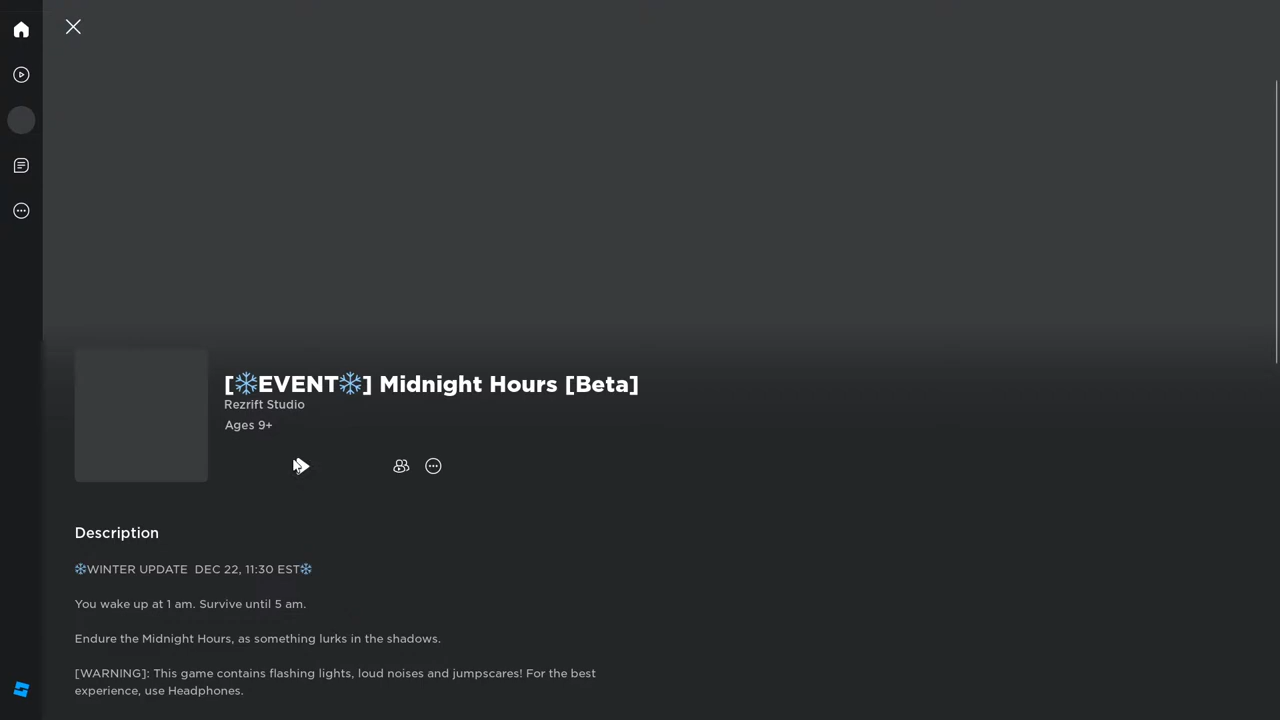 [❄EVENT❄] Midnight Hours [Beta]
Rezrift Studio
Ages 9+
Description
❄WINTER UPDATE  DEC 22, 11:30 EST❄
You wake up at 1 am. Survive until 5 am.
Endure the Midnight Hours, as something lurks in the shadows.
[WARNING]: This game contains flashing lights, loud noises and jumpscares! For the best
experience, use Headphones.